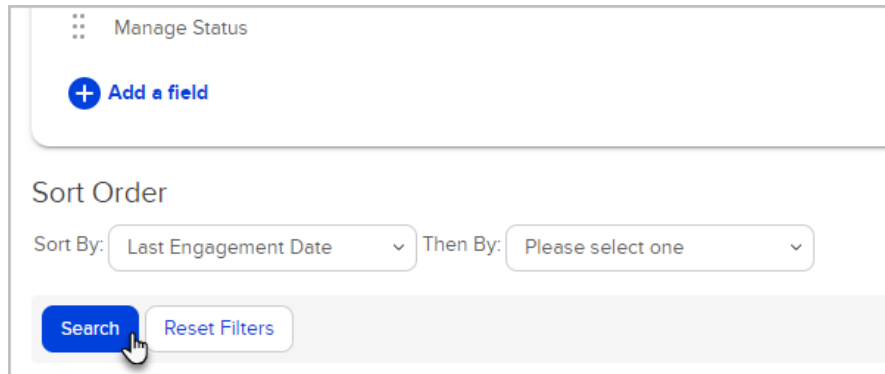 Manage Status
Add a field
Sort Order
Sort By: Last Engagement Date Then By: Please select one
Search Reset Filters